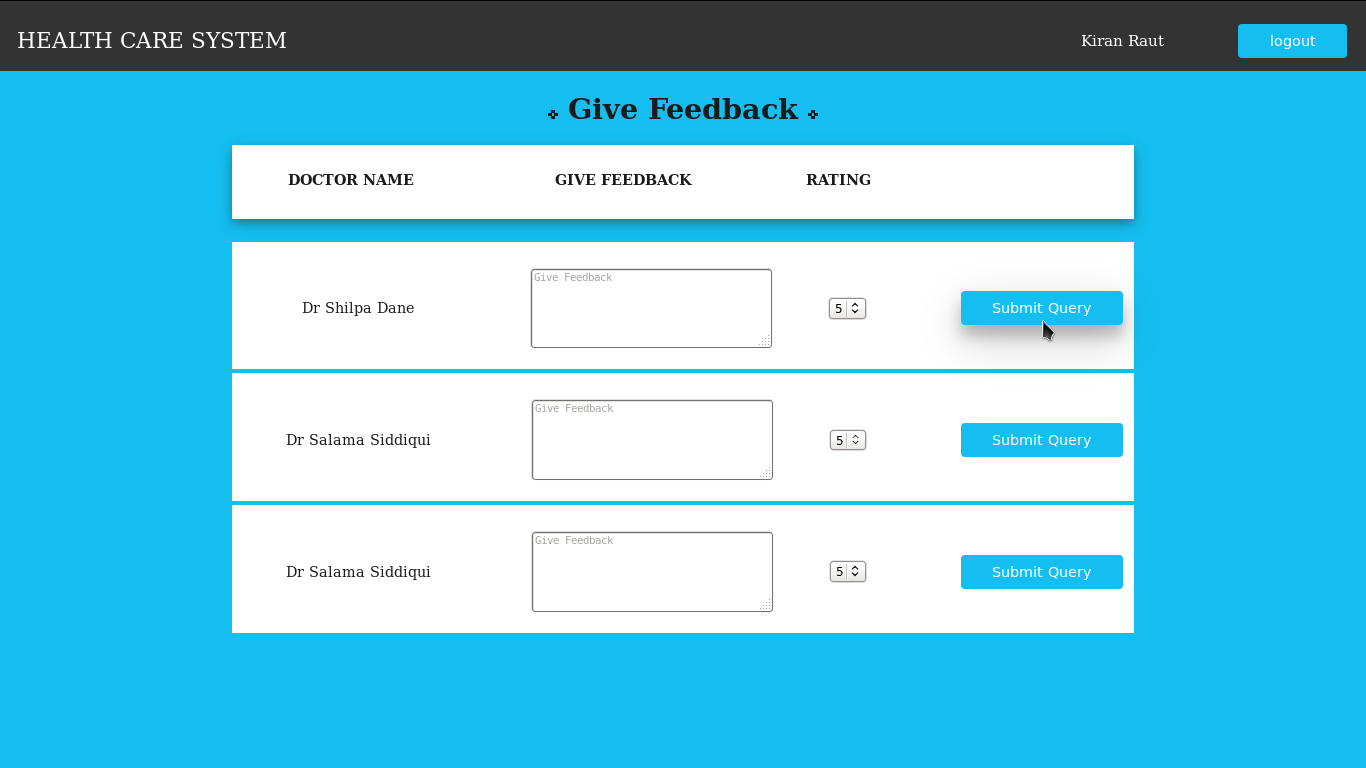 HEALTH CARE SYSTEM Kiran Raut logout
Give Feedback
DOCTOR NAME GIVE FEEDBACK RATING
Give Feedback
Dr Shilpa Dane 5 Submit Query
Give Feedback
Dr Salama Siddiqui 5 Submit Query
Give Feedback
Dr Salama Siddiqui 5 Submit Query